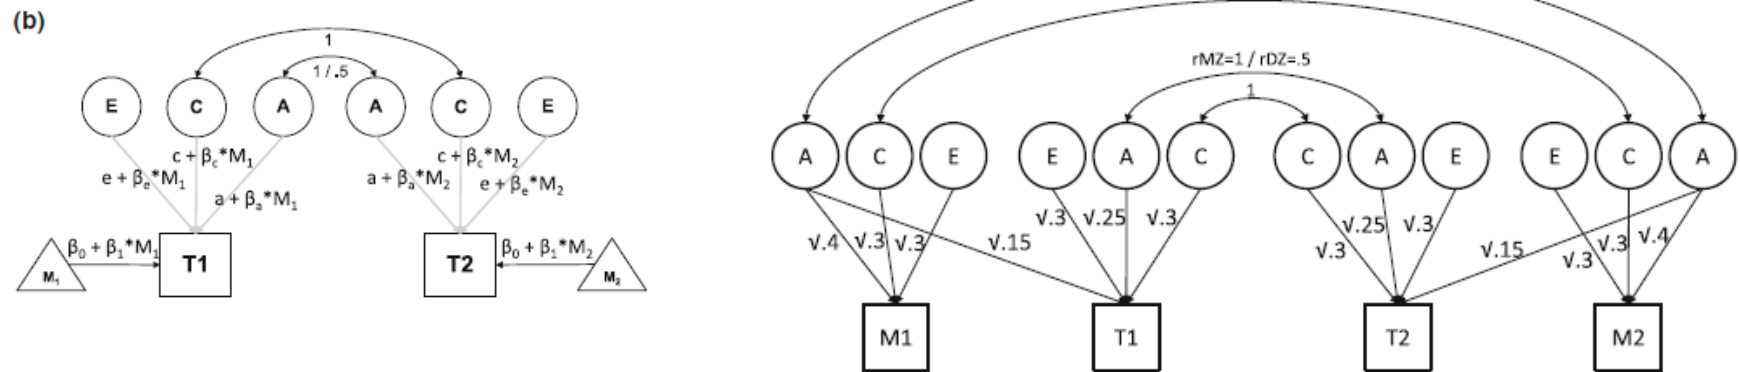 (b)
1
1 / .5
E C A A C E
c + βc*M1 c + βc*M2
e + βe*M1 a + βa*M2 e + βe*M2
a + βa*M1
β0 + β1*M1 β0 + β1*M2
M1 T1 T2 M2
rMZ=1 / rDZ=.5
1
A C E E A C C A E E C A
√.3 √.25 √.3 √.25 √.3
√.4 √.3 √.3 √.15 √.3 √.15 √.3 √.3 √.4
M1 T1 T2 M2